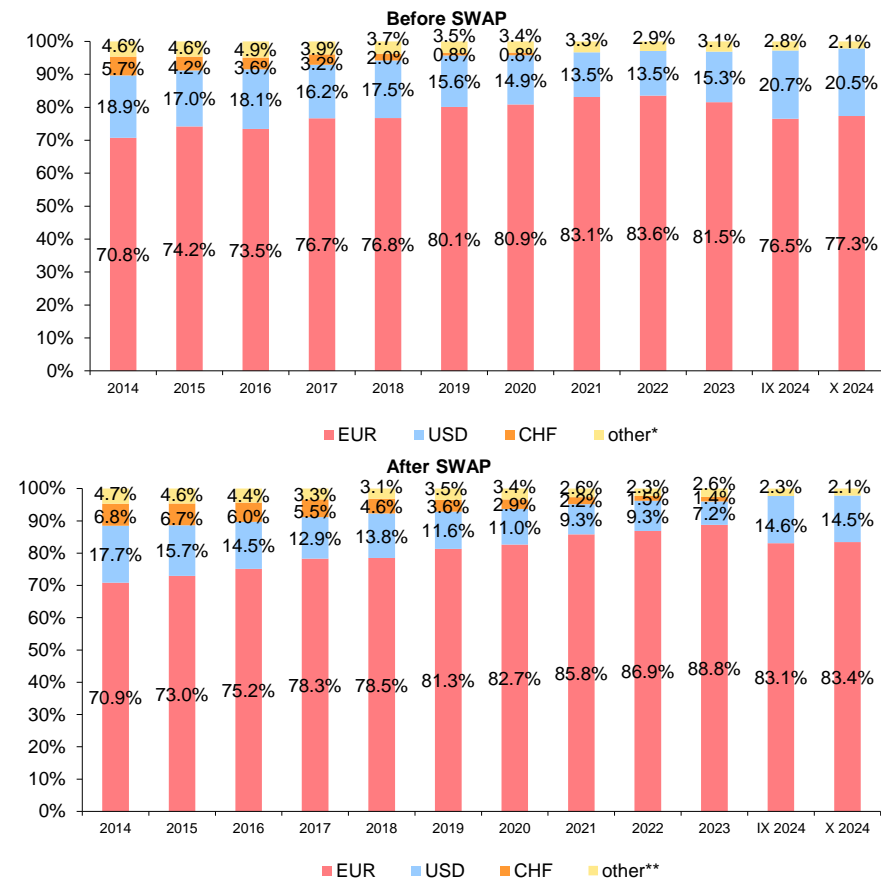 Before SWAP
100%
90%
80%
70%
60%
50%
40%
30%
20%
10%
0%
4.6% 4.6% 4.9% 3.9% 3.7% 3.5% 3.4% 3.3% 2.9% 3.1% 2.8% 2.1%
5.7% 4.2% 3.6% 3.2% 2.0% 0.8% 0.8%
18.9% 17.0% 18.1% 16.2% 17.5% 15.6% 14.9% 13.5% 13.5% 15.3% 20.7% 20.5%
70.8% 74.2% 73.5% 76.7% 76.8% 80.1% 80.9% 83.1% 83.6% 81.5% 76.5% 77.3%
2014 2015 2016 2017 2018 2019 2020 2021 2022 2023 IX 2024 X 2024
EUR USD CHF other*
After SWAP
100%
90%
80%
70%
60%
50%
40%
30%
20%
10%
0%
4.7% 4.6% 4.4% 3.3% 3.1% 3.5% 3.4% 2.6% 2.3% 2.6% 2.3% 2.1%
6.8% 6.7% 6.0% 5.5% 4.6% 3.6% 2.9% 2.2% 1.5% 1.4%
17.7% 15.7% 14.5% 12.9% 13.8% 11.6% 11.0% 9.3% 9.3% 7.2% 14.6% 14.5%
70.9% 73.0% 75.2% 78.3% 78.5% 81.3% 82.7% 85.8% 86.9% 88.8% 83.1% 83.4%
2014 2015 2016 2017 2018 2019 2020 2021 2022 2023 IX 2024 X 2024
EUR USD CHF other**